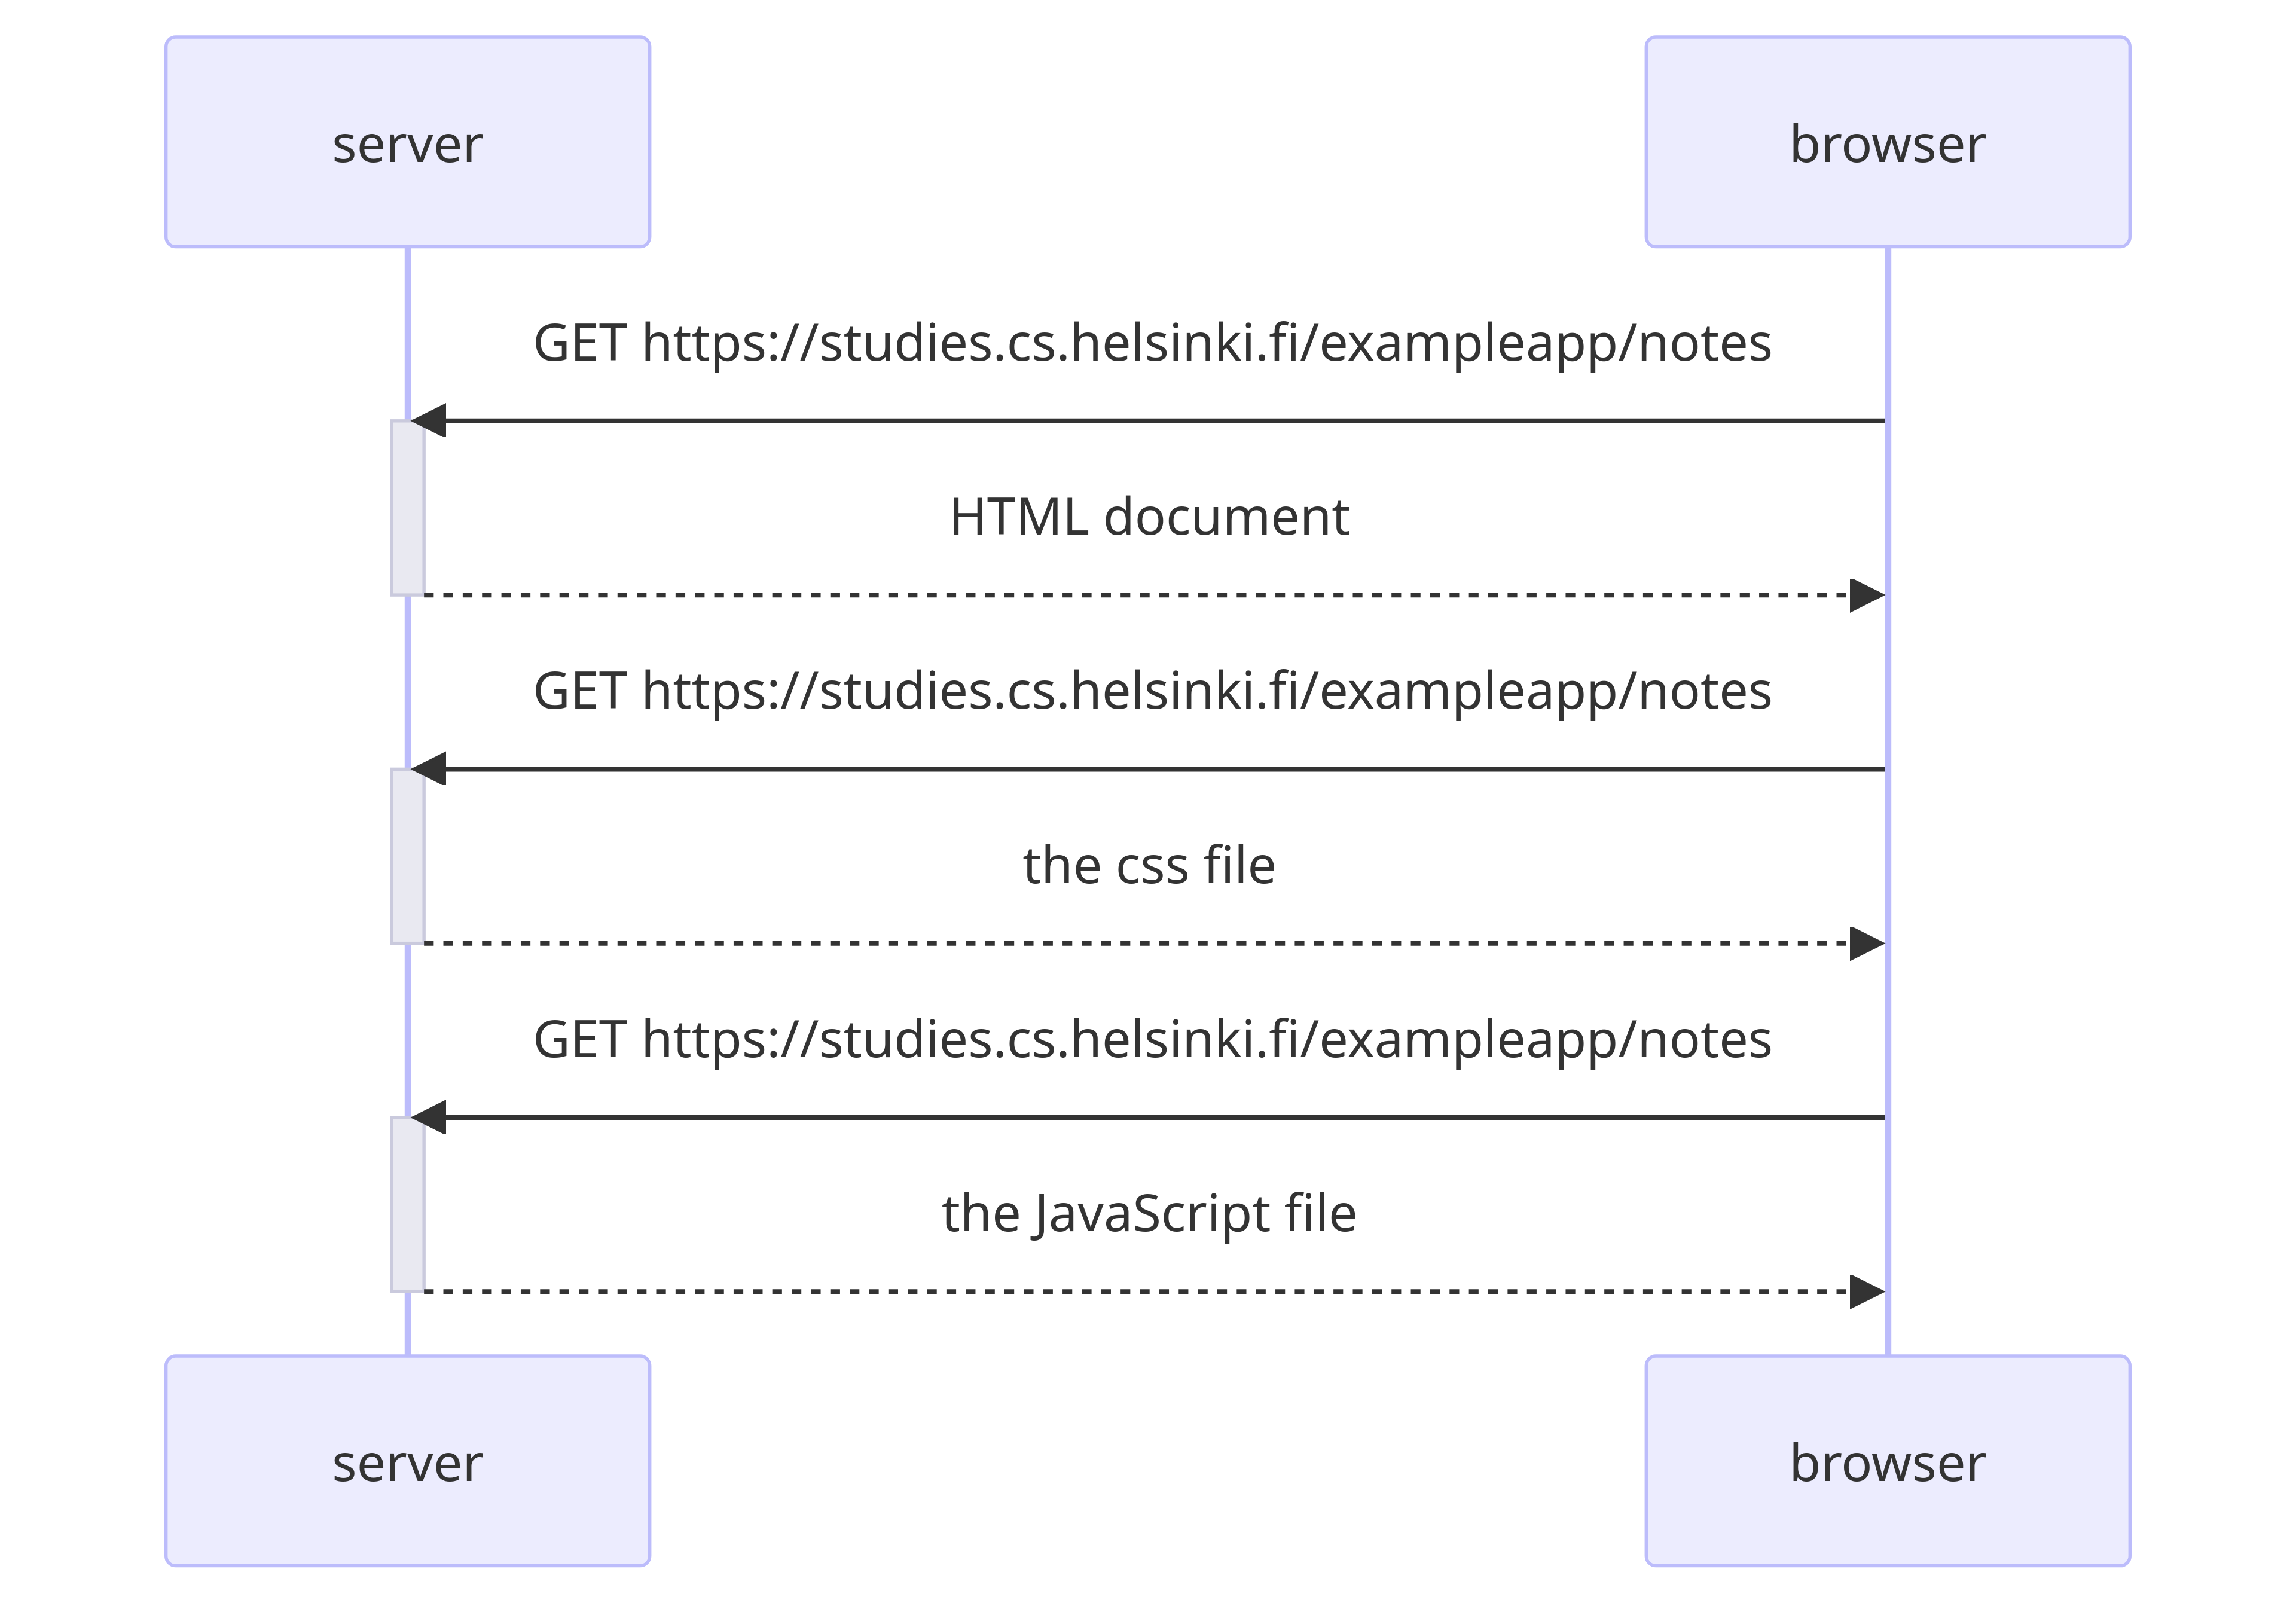 server
browser
GET https://studies.cs.helsinki.fi/exampleapp/notes
HTML document
GET https://studies.cs.helsinki.fi/exampleapp/notes
the css file
GET https://studies.cs.helsinki.fi/exampleapp/notes
the JavaScript file
server
browser